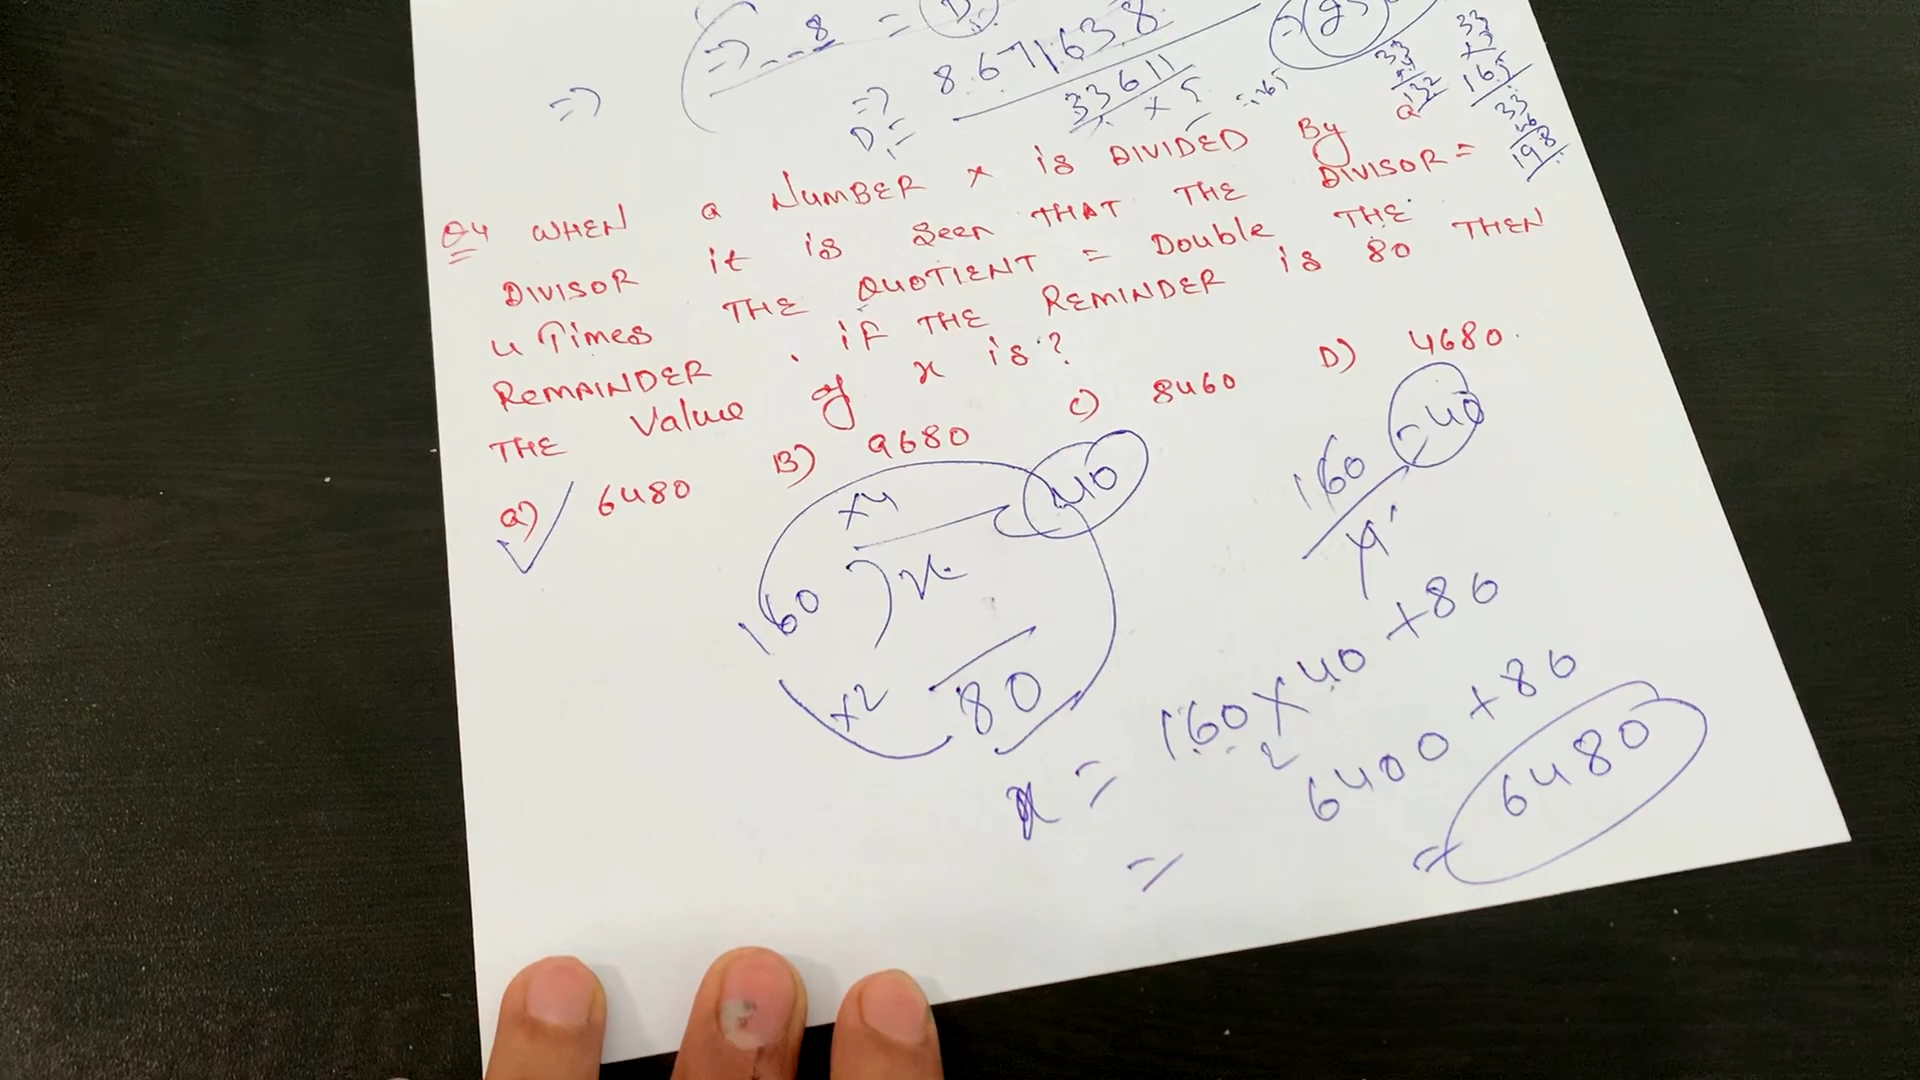 => - - 8 = D
=> 8.671638
D = 33611
× 5
33
×5
165
33
132
33
×6
198
Q4 WHEN a NUMBER x is DIVIDED By a
DIVISOR it is seen THAT THE DIVISOR =
4 Times THE QUOTIENT = Double THE
REMAINDER . iF THE REMINDER is 80 THEN
THE Value of x is ?
a) 6480 B) 9680 C) 8460 D) 4680.
×4 40
160 ) x
×2 80
160 = 40
4
x = 160 × 40 + 80
= 6400 + 80
= 6480